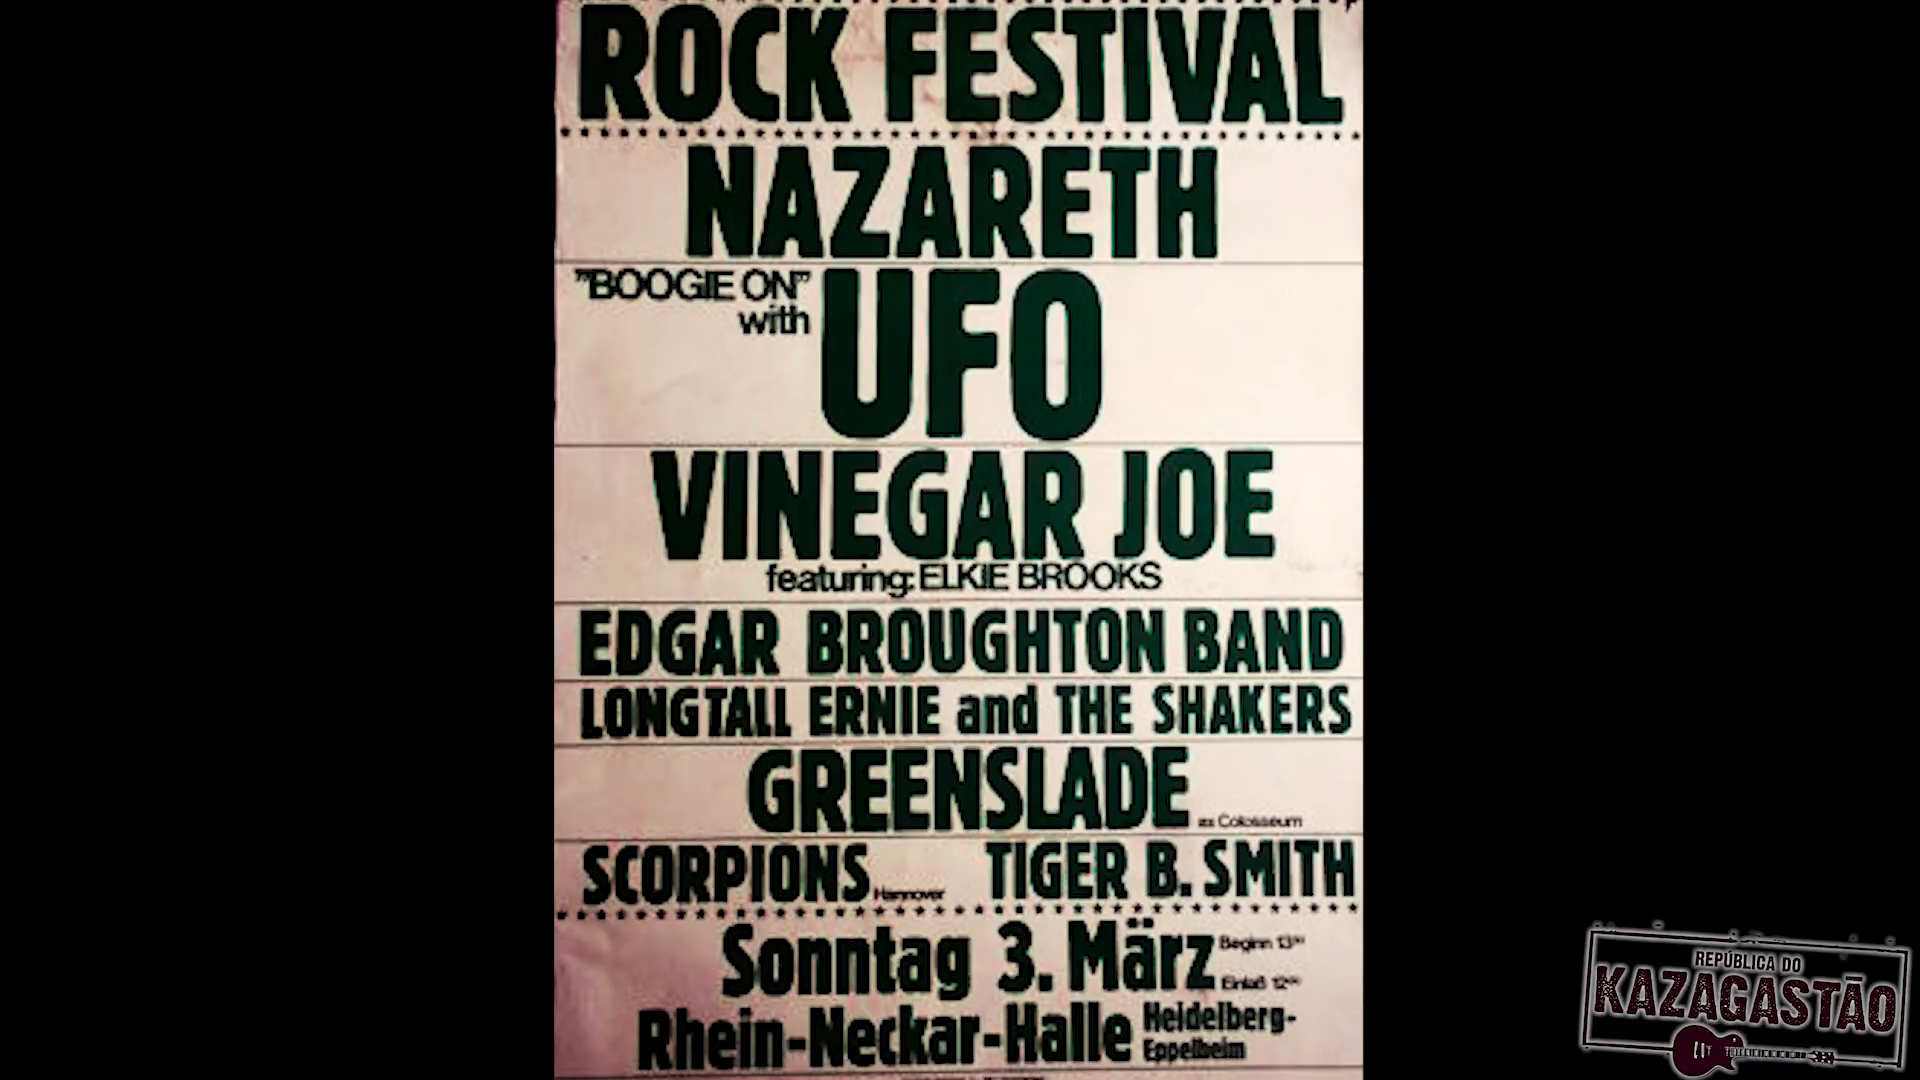 ROCK FESTIVAL
NAZARETH
"BOOGIE ON"
with UFO
VINEGAR JOE
featuring: ELKIE BROOKS
EDGAR BROUGHTON BAND
LONGTALL ERNIE and THE SHAKERS
GREENSLADE ex Colosseum
SCORPIONS Hannover TIGER B. SMITH
Sonntag 3. März Beginn 13⁰⁰
Einlaß 12⁰⁰
Rhein-Neckar-Halle Heidelberg-
Eppelheim
REPÚBLICA DO
KAZAGASTÃO